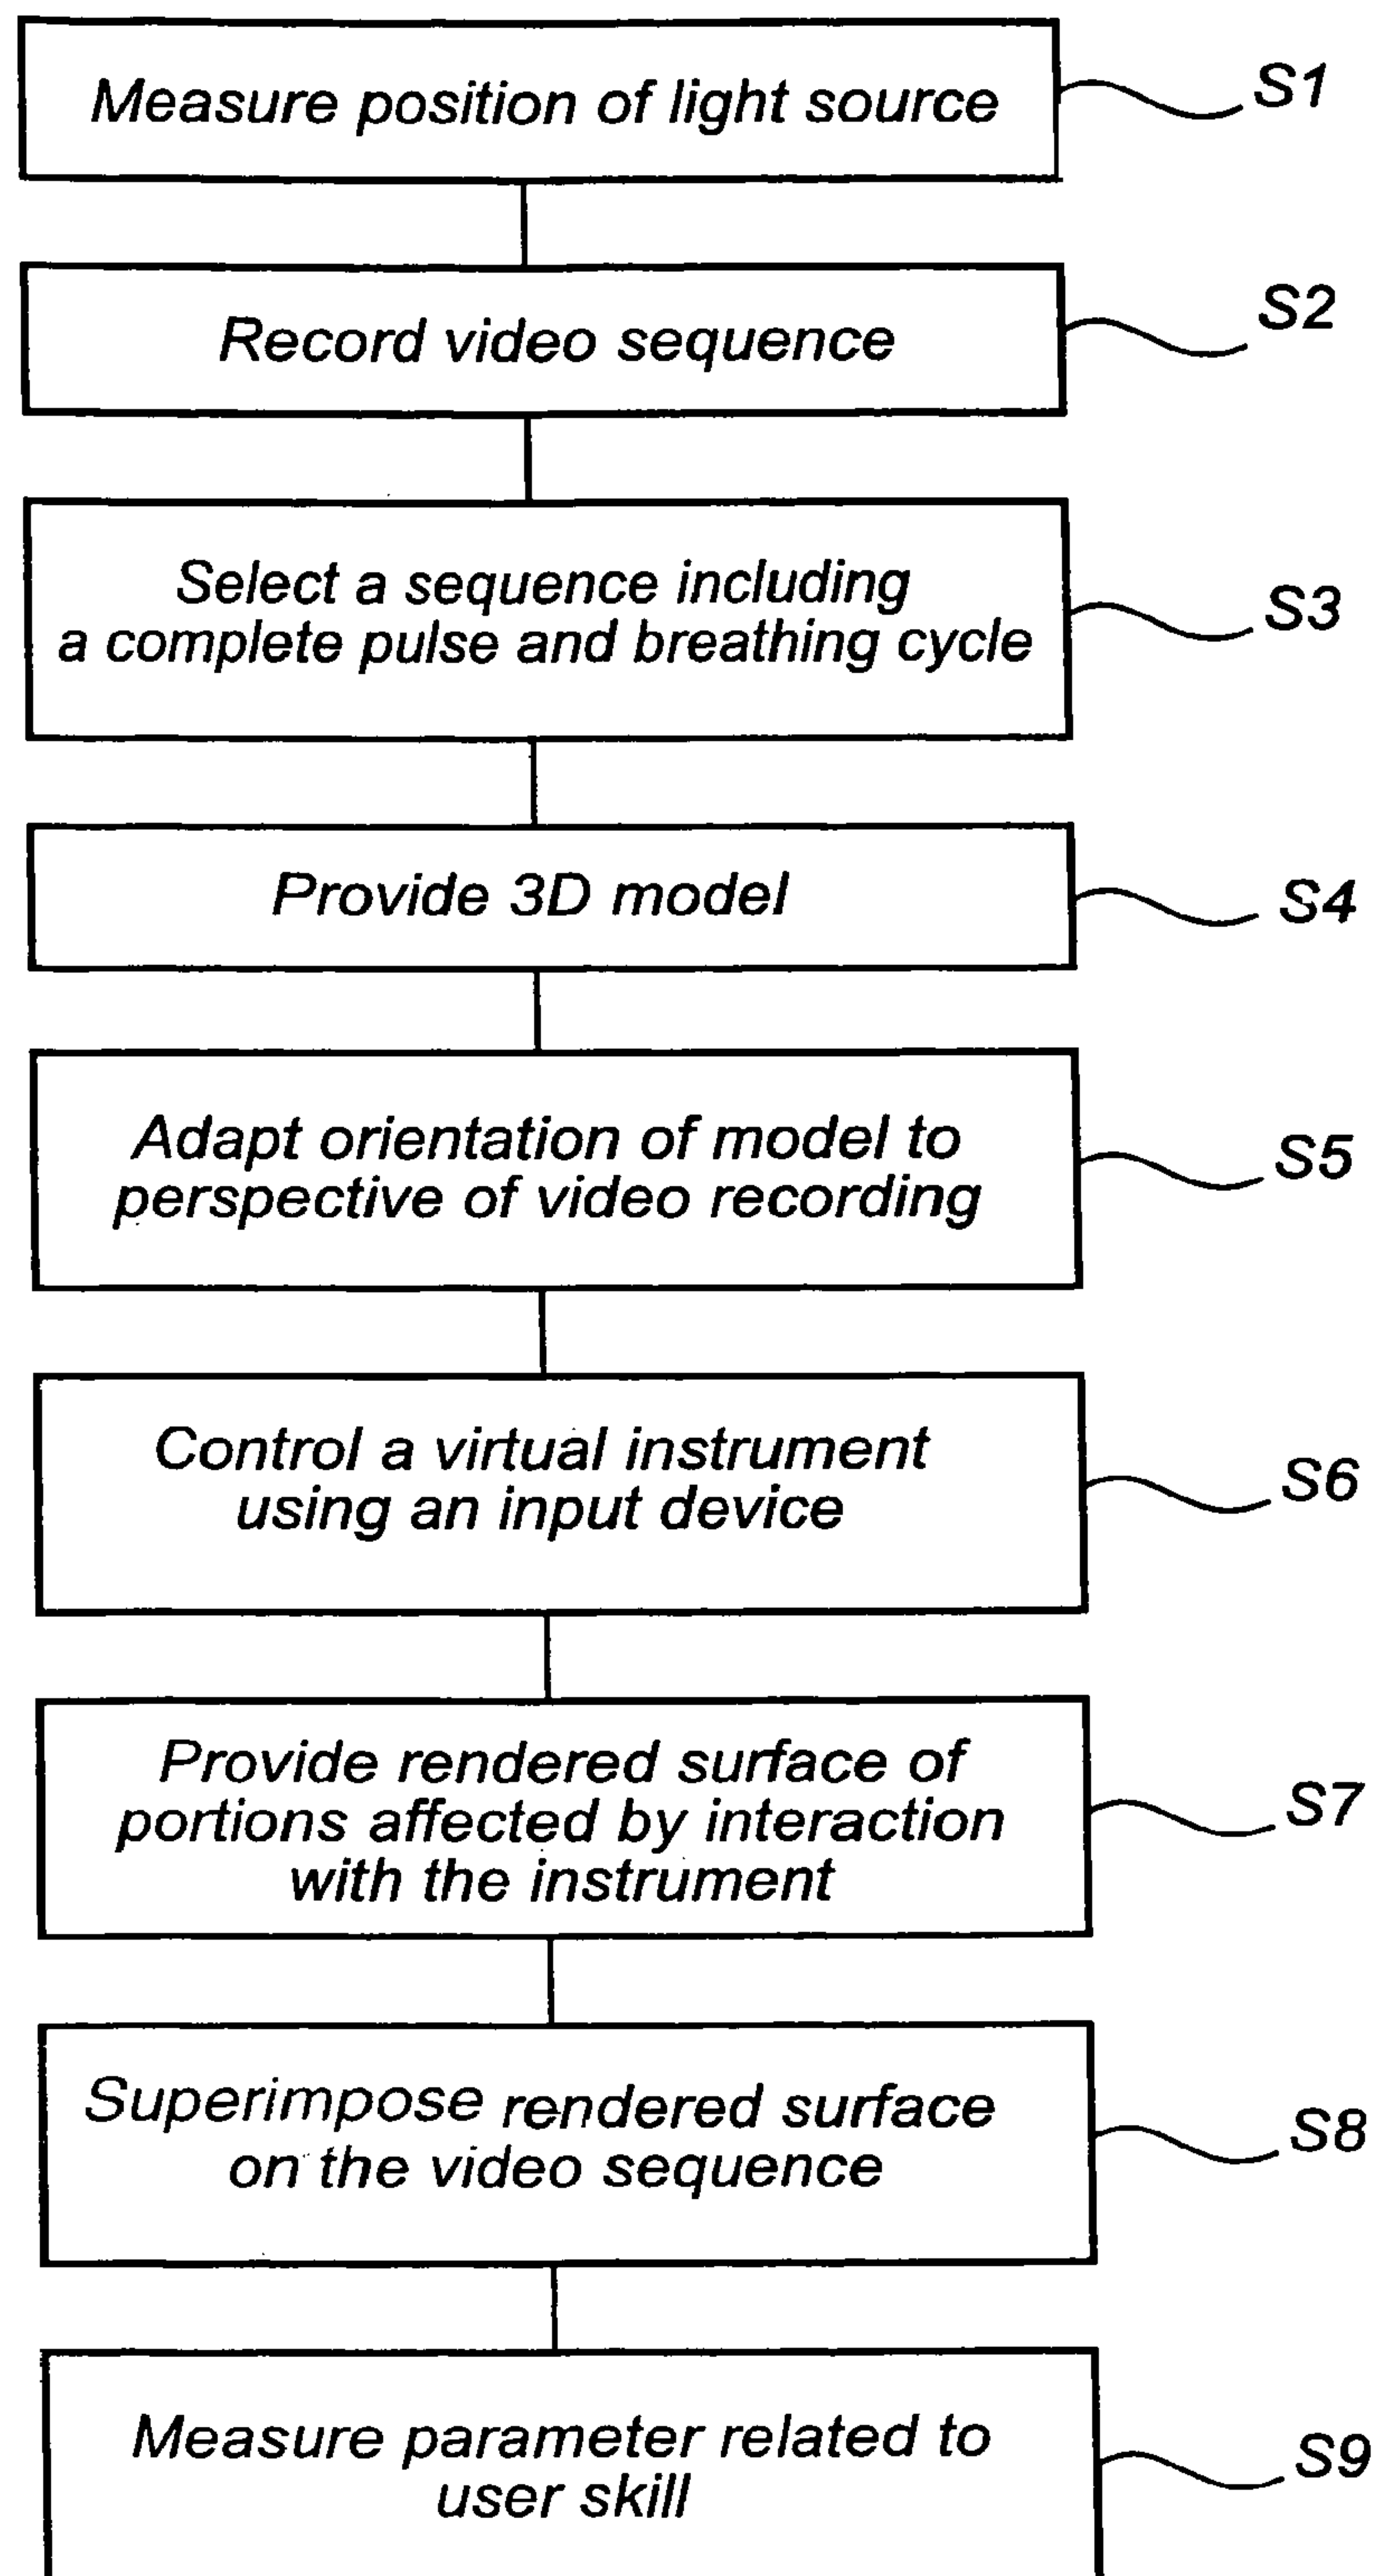 Measure position of light source
S1
Record video sequence
S2
Select a sequence including
a complete pulse and breathing cycle
S3
Provide 3D model
S4
Adapt orientation of model to
perspective of video recording
S5
Control a virtual instrument
using an input device
S6
Provide rendered surface of
portions affected by interaction
with the instrument
S7
Superimpose rendered surface
on the video sequence
S8
Measure parameter related to
user skill
S9